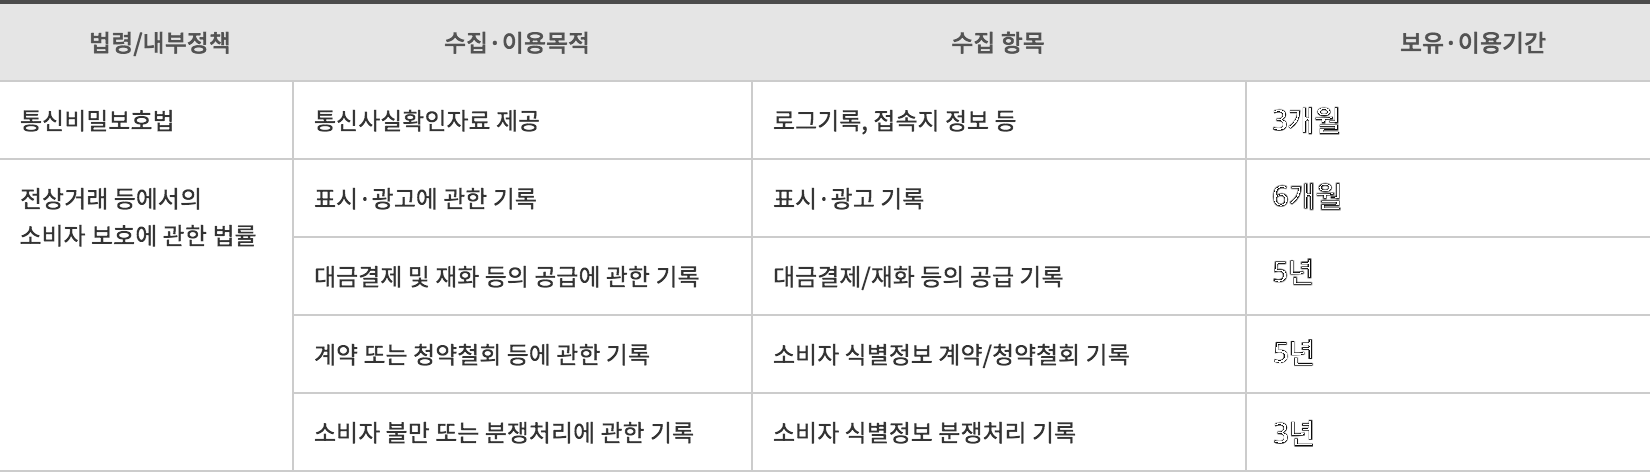 법령/내부정책 수집·이용목적 수집 항목 보유·이용기간
통신비밀보호법 통신사실확인자료 제공 로그기록, 접속지 정보 등 3개월
전상거래 등에서의 표시·광고에 관한 기록 표시·광고 기록 6개월
소비자 보호에 관한 법률
대금결제 및 재화 등의 공급에 관한 기록 대금결제/재화 등의 공급 기록 5년
계약 또는 청약철회 등에 관한 기록 소비자 식별정보 계약/청약철회 기록 5년
소비자 불만 또는 분쟁처리에 관한 기록 소비자 식별정보 분쟁처리 기록 3년